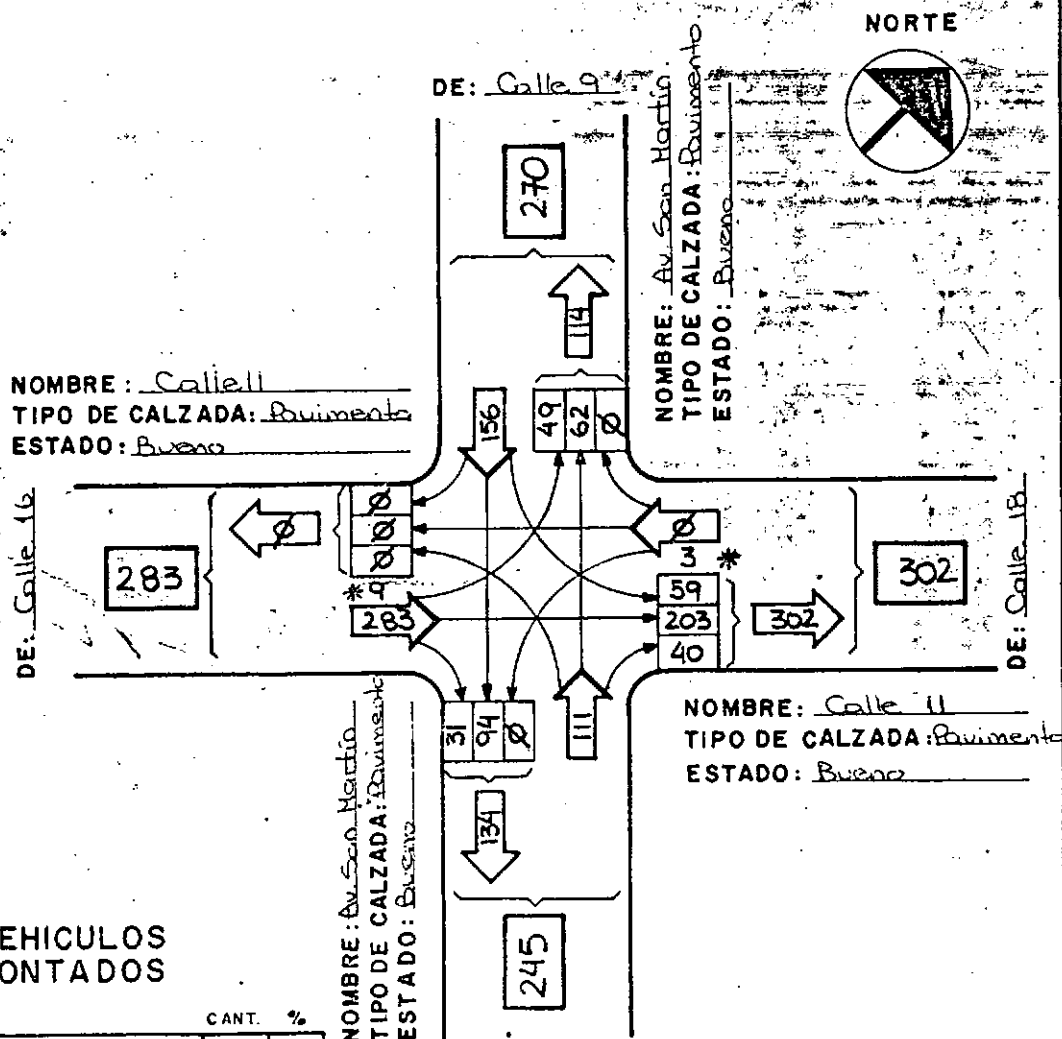 NORTE
DE: Calle 9
270
114
NOMBRE: Av. San Martín.
TIPO DE CALZADA: Pavimento.
ESTADO: Bueno
NOMBRE: Calle 11
TIPO DE CALZADA: Pavimento
ESTADO: Bueno
156
49 62 Ø
DE: Calle 16
283
Ø
Ø
Ø
Ø
* 9
283
Ø
3 *
59
203
40
302
302
DE: Calle 18
31 94 Ø
111
134
245
NOMBRE: Calle 11
TIPO DE CALZADA: Pavimento
ESTADO: Bueno
NOMBRE: Av. San Martín
TIPO DE CALZADA: Pavimento
ESTADO: Bueno
EHICULOS
ONTADOS
CANT. %